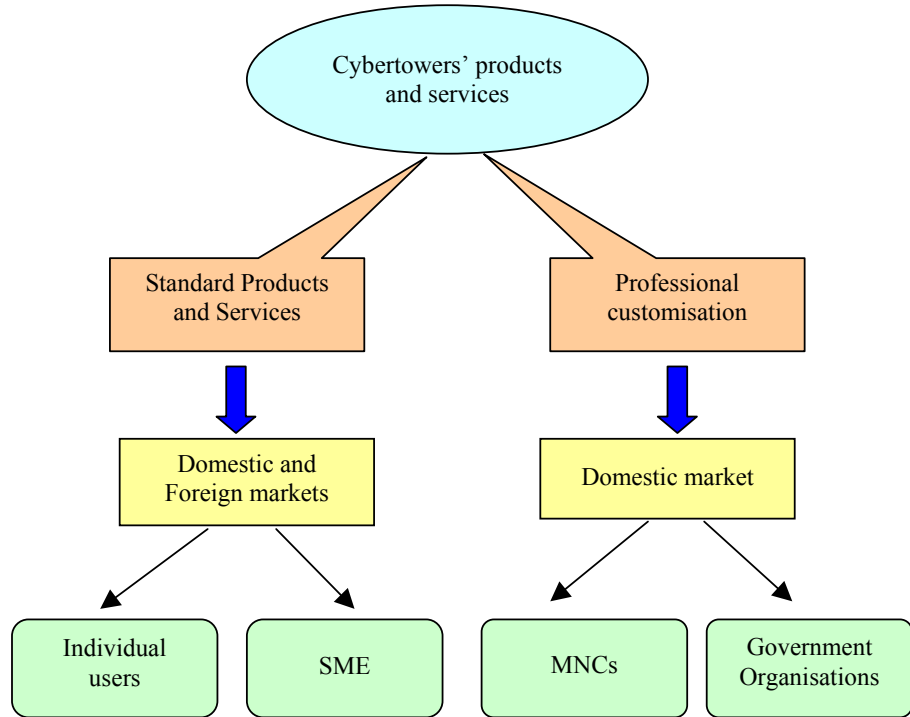 Cybertowers’ products
and services
Standard Products
and Services
Professional
customisation
Domestic and
Foreign markets
Domestic market
Individual
users
SME
MNCs
Government
Organisations